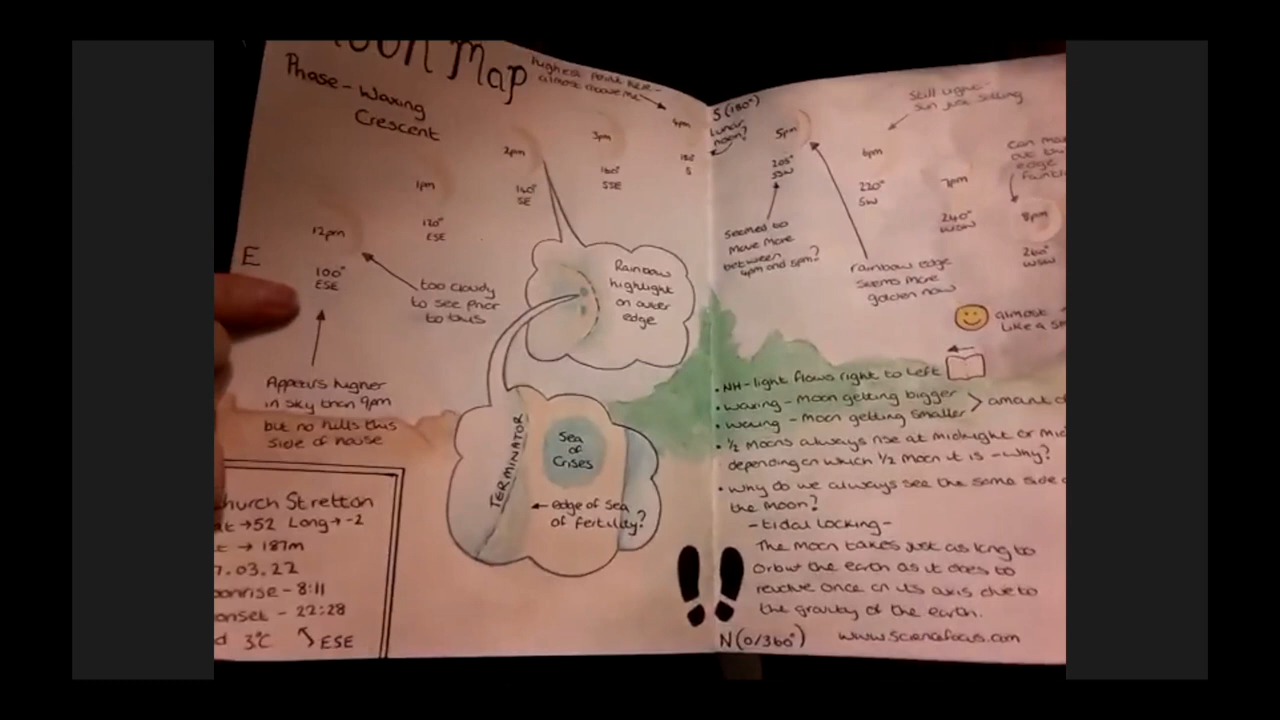 Moon Map
Phase - Waxing
Crescent
highest point here -
almost above me
12pm
100°
ESE
1pm
120°
ESE
2pm
140°
SE
3pm
160°
SSE
4pm
182
S
E
too cloudy
to see prior
to this
Appears higher
in sky than 9pm
but no hills this
side of house
Rainbow
highlight
on outer
edge
TERMINATOR
Sea
of
Crises
edge of Sea
of fertility?
Church Stretton
52 Long → -2
→ 187m
.03.22
- 8:11
- 22:28
3°C
ESE
S (180°)
Lunar
noon?
5pm
205°
SSW
Still light -
sun just setting
6pm
220°
SW
7pm
240°
WSW
can
out
edge
8pm
260°
WSW
Seemed to
move more
between
4pm and 5pm?
rainbow edge
seems more
golden now
almost
like a
• NH - light flows right to left
• waxing - Moon getting bigger
• waning - Moon getting smaller
• ½ Moons always rise at midnight or
depending on which ½ moon it is - why?
• why do we always see the same side
the moon?
- tidal locking -
The moon takes just as long to
orbit the earth as it does to
revolve once on its axis due to
the gravity of the earth.
N (0/360°)
www.sciencefocus.com